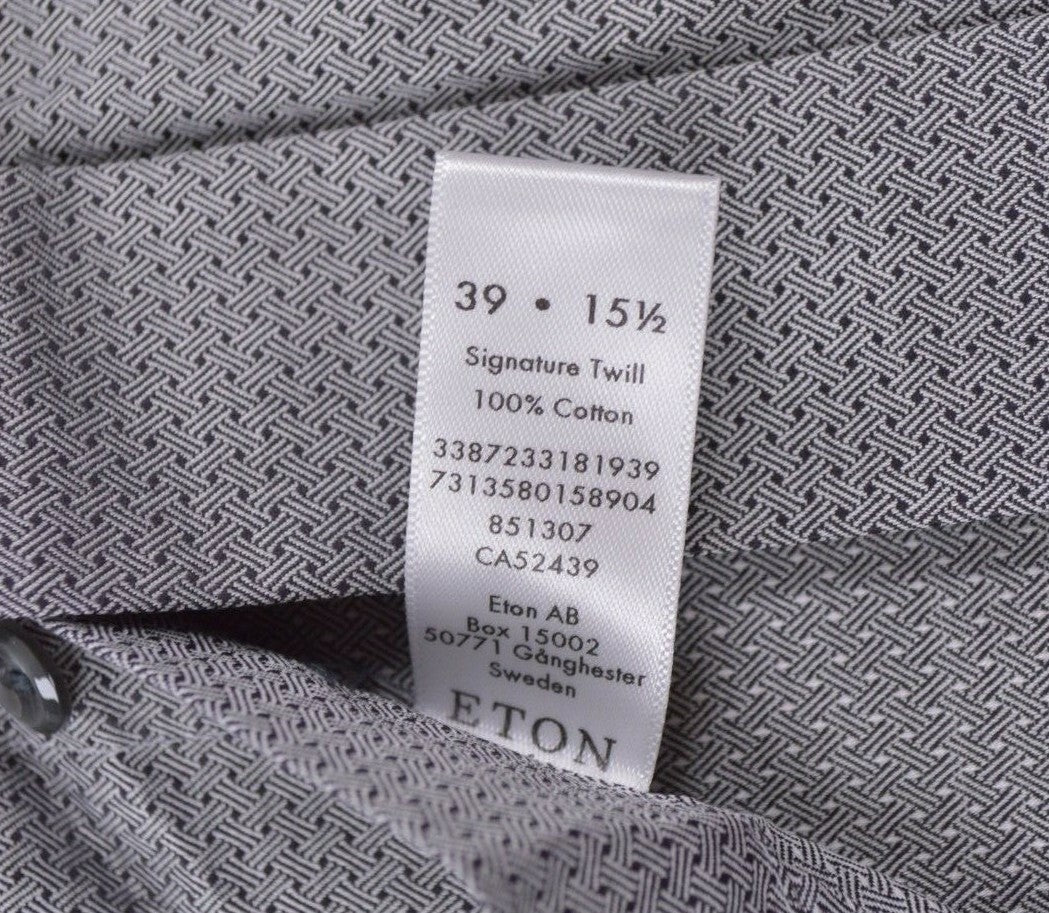 39 • 15½
Signature Twill
100% Cotton
3387233181939
7313580158904
851307
CA52439
Eton AB
Box 15002
50771 Gånghester
Sweden
ETON